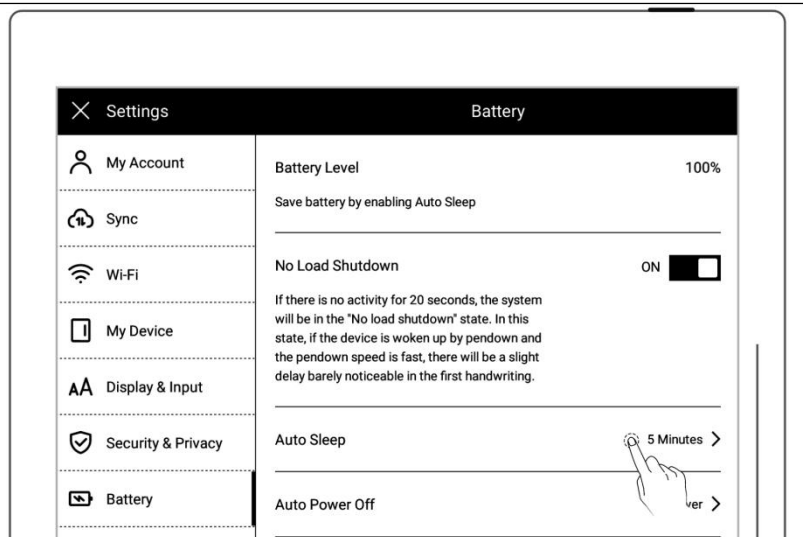 Settings
Battery
My Account
Sync
Wi-Fi
My Device
Display & Input
Security & Privacy
Battery
Battery Level
100%
Save battery by enabling Auto Sleep
No Load Shutdown
ON
If there is no activity for 20 seconds, the system
will be in the "No load shutdown" state. In this
state, if the device is woken up by pendown and
the pendown speed is fast, there will be a slight
delay barely noticeable in the first handwriting.
Auto Sleep
5 Minutes
Auto Power Off